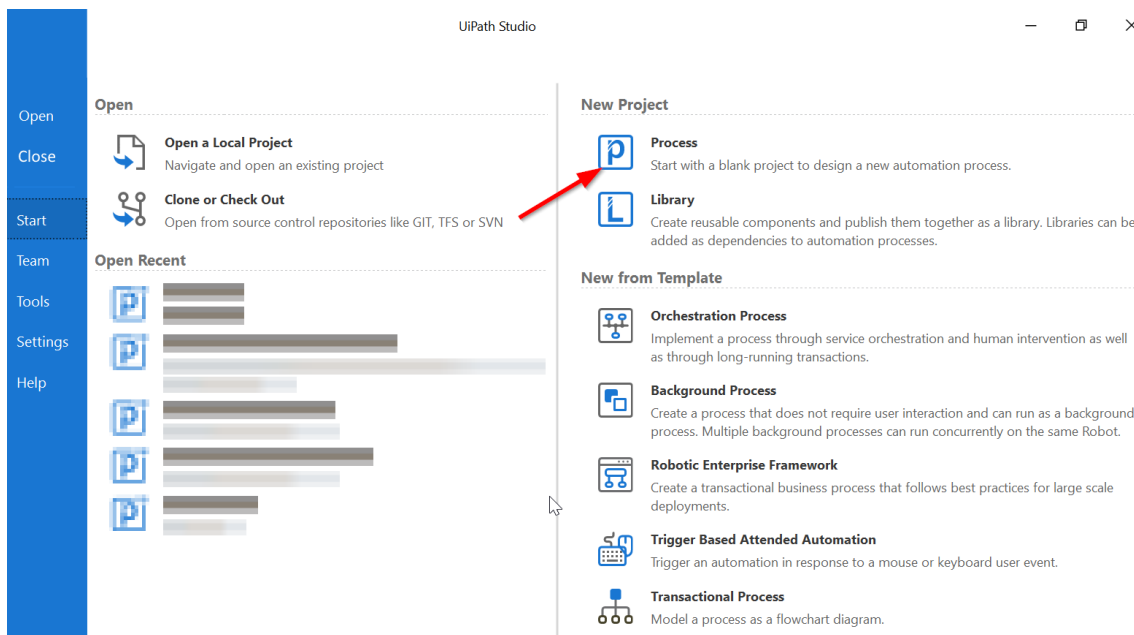 UiPath Studio
Open
Close
Start
Team
Tools
Settings
Help
Open
Open a Local Project
Navigate and open an existing project
Clone or Check Out
Open from source control repositories like GIT, TFS or SVN
Open Recent
New Project
Process
Start with a blank project to design a new automation process.
Library
Create reusable components and publish them together as a library. Libraries can be
added as dependencies to automation processes.
New from Template
Orchestration Process
Implement a process through service orchestration and human intervention as well
as through long-running transactions.
Background Process
Create a process that does not require user interaction and can run as a background
process. Multiple background processes can run concurrently on the same Robot.
Robotic Enterprise Framework
Create a transactional business process that follows best practices for large scale
deployments.
Trigger Based Attended Automation
Trigger an automation in response to a mouse or keyboard user event.
Transactional Process
Model a process as a flowchart diagram.